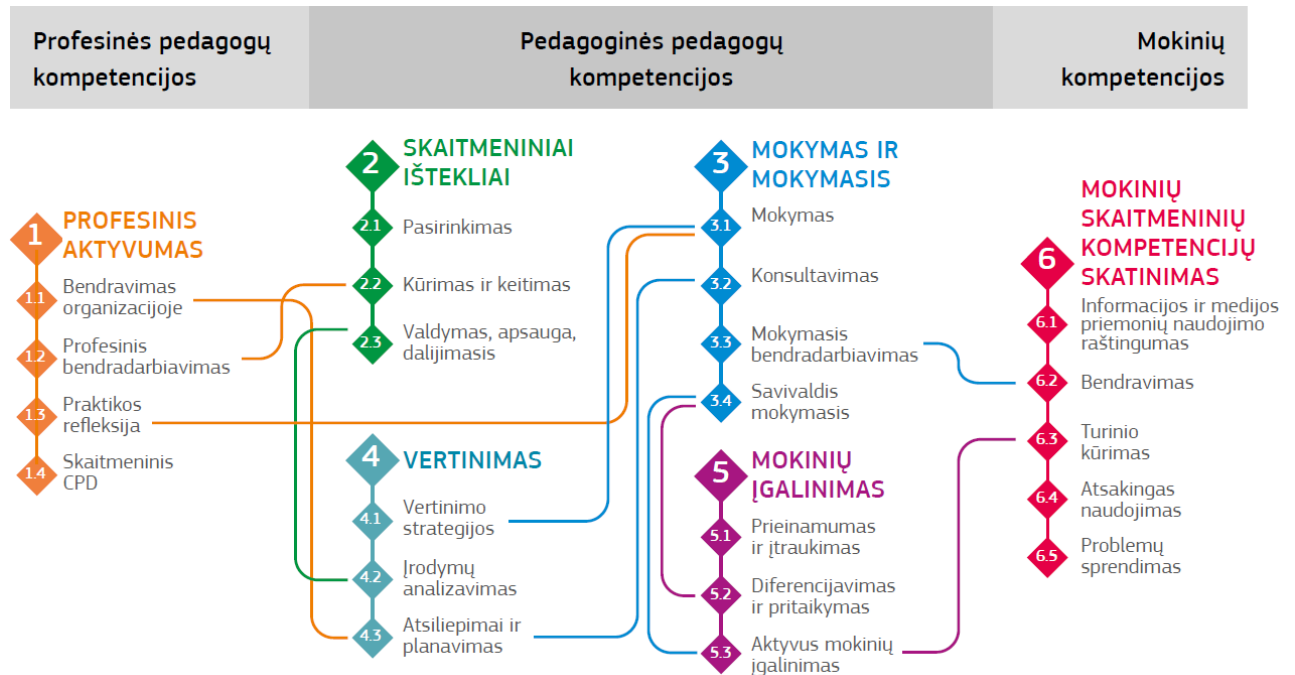 Profesinės pedagogų
kompetencijos
Pedagoginės pedagogų
kompetencijos
Mokinių
kompetencijos
1
PROFESINIS
AKTYVUMAS
1.1
Bendravimas
organizacijoje
1.2
Profesinis
bendradarbiavimas
1.3
Praktikos
refleksija
1.4
Skaitmeninis
CPD
2
SKAITMENINIAI
IŠTEKLIAI
2.1
Pasirinkimas
2.2
Kūrimas ir keitimas
2.3
Valdymas, apsauga,
dalijimasis
4
VERTINIMAS
4.1
Vertinimo
strategijos
4.2
Įrodymų
analizavimas
4.3
Atsiliepimai ir
planavimas
3
MOKYMAS IR
MOKYMASIS
3.1
Mokymas
3.2
Konsultavimas
3.3
Mokymasis
bendradarbiavimas
3.4
Savivaldis
mokymasis
5
MOKINIŲ
ĮGALINIMAS
5.1
Prieinamumas
ir įtraukimas
5.2
Diferencijavimas
ir pritaikymas
5.3
Aktyvus mokinių
įgalinimas
6
MOKINIŲ
SKAITMENINIŲ
KOMPETENCIJŲ
SKATINIMAS
6.1
Informacijos ir medijos
priemonių naudojimo
raštingumas
6.2
Bendravimas
6.3
Turinio
kūrimas
6.4
Atsakingas
naudojimas
6.5
Problemų
sprendimas